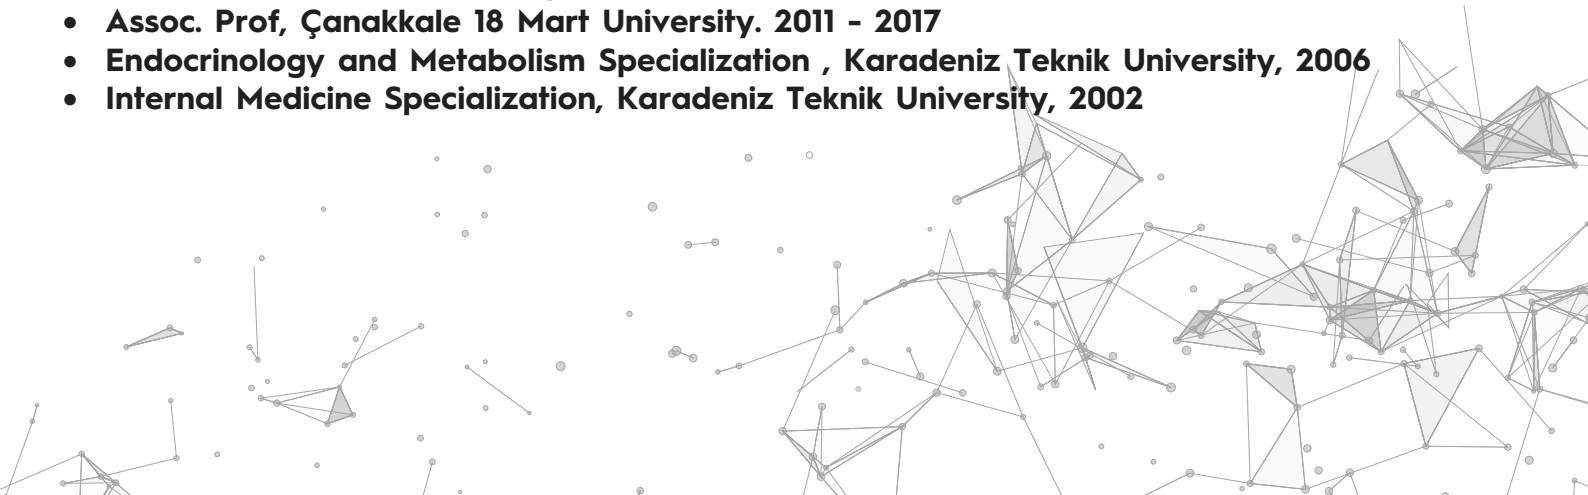 • Assoc. Prof, Çanakkale 18 Mart University. 2011 - 2017
• Endocrinology and Metabolism Specialization , Karadeniz Teknik University, 2006
• Internal Medicine Specialization, Karadeniz Teknik University, 2002